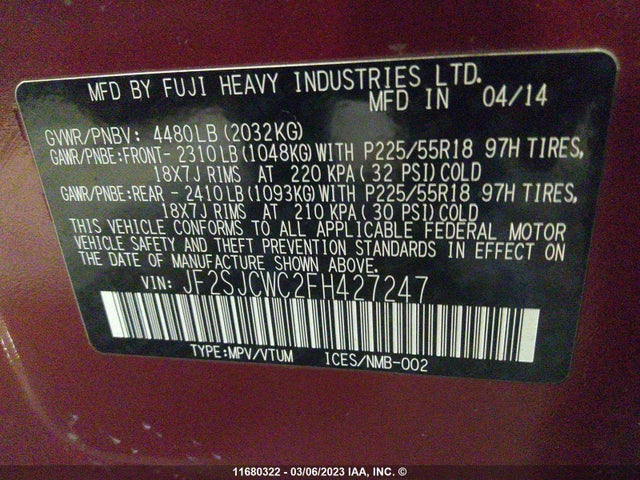 MFD BY FUJI HEAVY INDUSTRIES LTD.
MFD IN 04/14
GVWR/PNBV: 4480LB (2032KG)
GAWR/PNBE:FRONT- 2310LB (1048KG) WITH P225/55R18 97H TIRES,
18X7J RIMS AT 220 KPA ( 32 PSI) COLD
GAWR/PNBE:REAR - 2410LB (1093KG) WITH P225/55R18 97H TIRES,
18X7J RIMS AT 210 KPA ( 30 PSI) COLD
THIS VEHICLE CONFORMS TO ALL APPLICABLE FEDERAL MOTOR
VEHICLE SAFETY AND THEFT PREVENTION STANDARDS IN EFFECT ON
THE DATE OF MANUFACTURE SHOWN ABOVE.
VIN: JF2SJCWC2FH427247
TYPE:MPV/VTUM ICES/NMB-002
11680322 - 03/06/2023 IAA, INC. ©